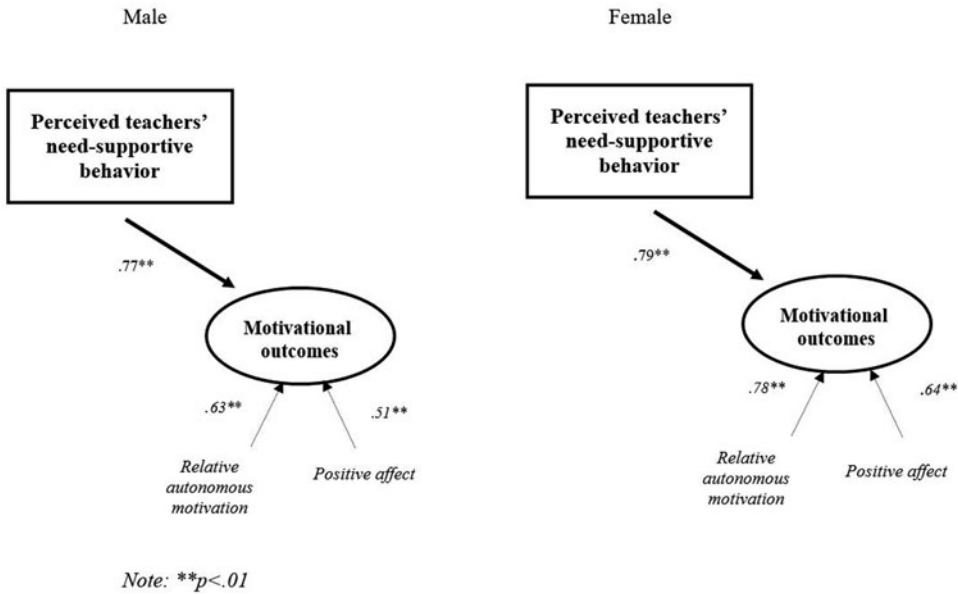 Male
Perceived teachers’
need-supportive
behavior
.77**
Motivational
outcomes
.63**
.51**
Relative
autonomous
motivation
Positive affect
Female
Perceived teachers’
need-supportive
behavior
.79**
Motivational
outcomes
.78**
.64**
Relative
autonomous
motivation
Positive affect
Note: **p<.01